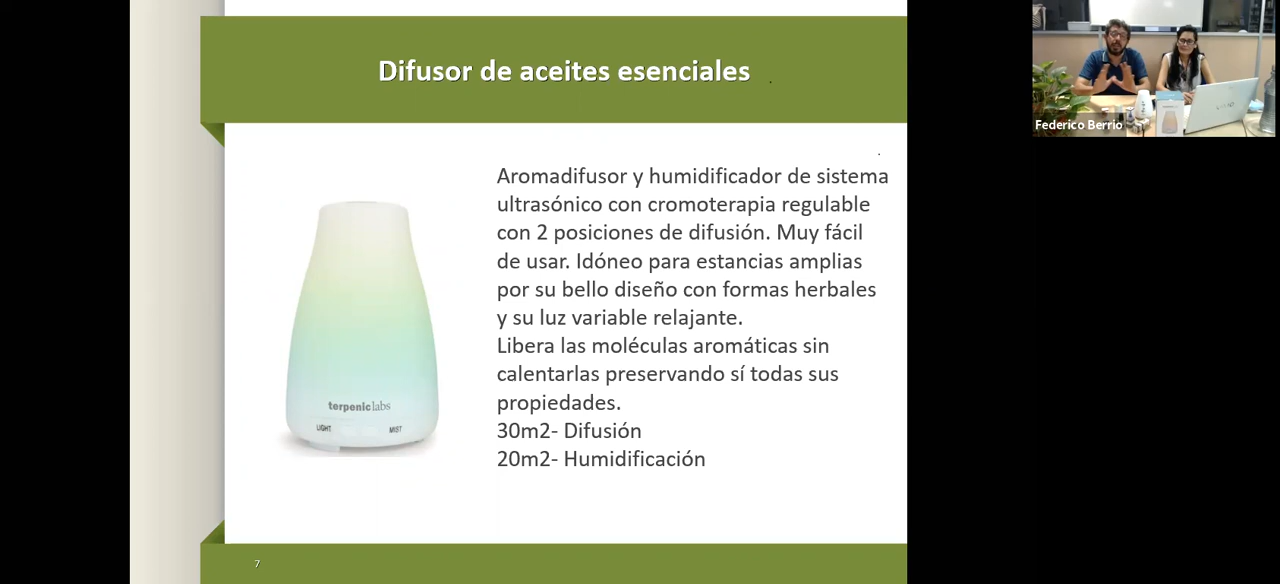 Difusor de aceites esenciales
Federico Berrio
Aromadifusor y humidificador de sistema
ultrasónico con cromoterapia regulable
con 2 posiciones de difusión. Muy fácil
de usar. Idóneo para estancias amplias
por su bello diseño con formas herbales
y su luz variable relajante.
Libera las moléculas aromáticas sin
calentarlas preservando sí todas sus
propiedades.
30m2- Difusión
20m2- Humidificación
terpeniclabs
LIGHT
MIST
7